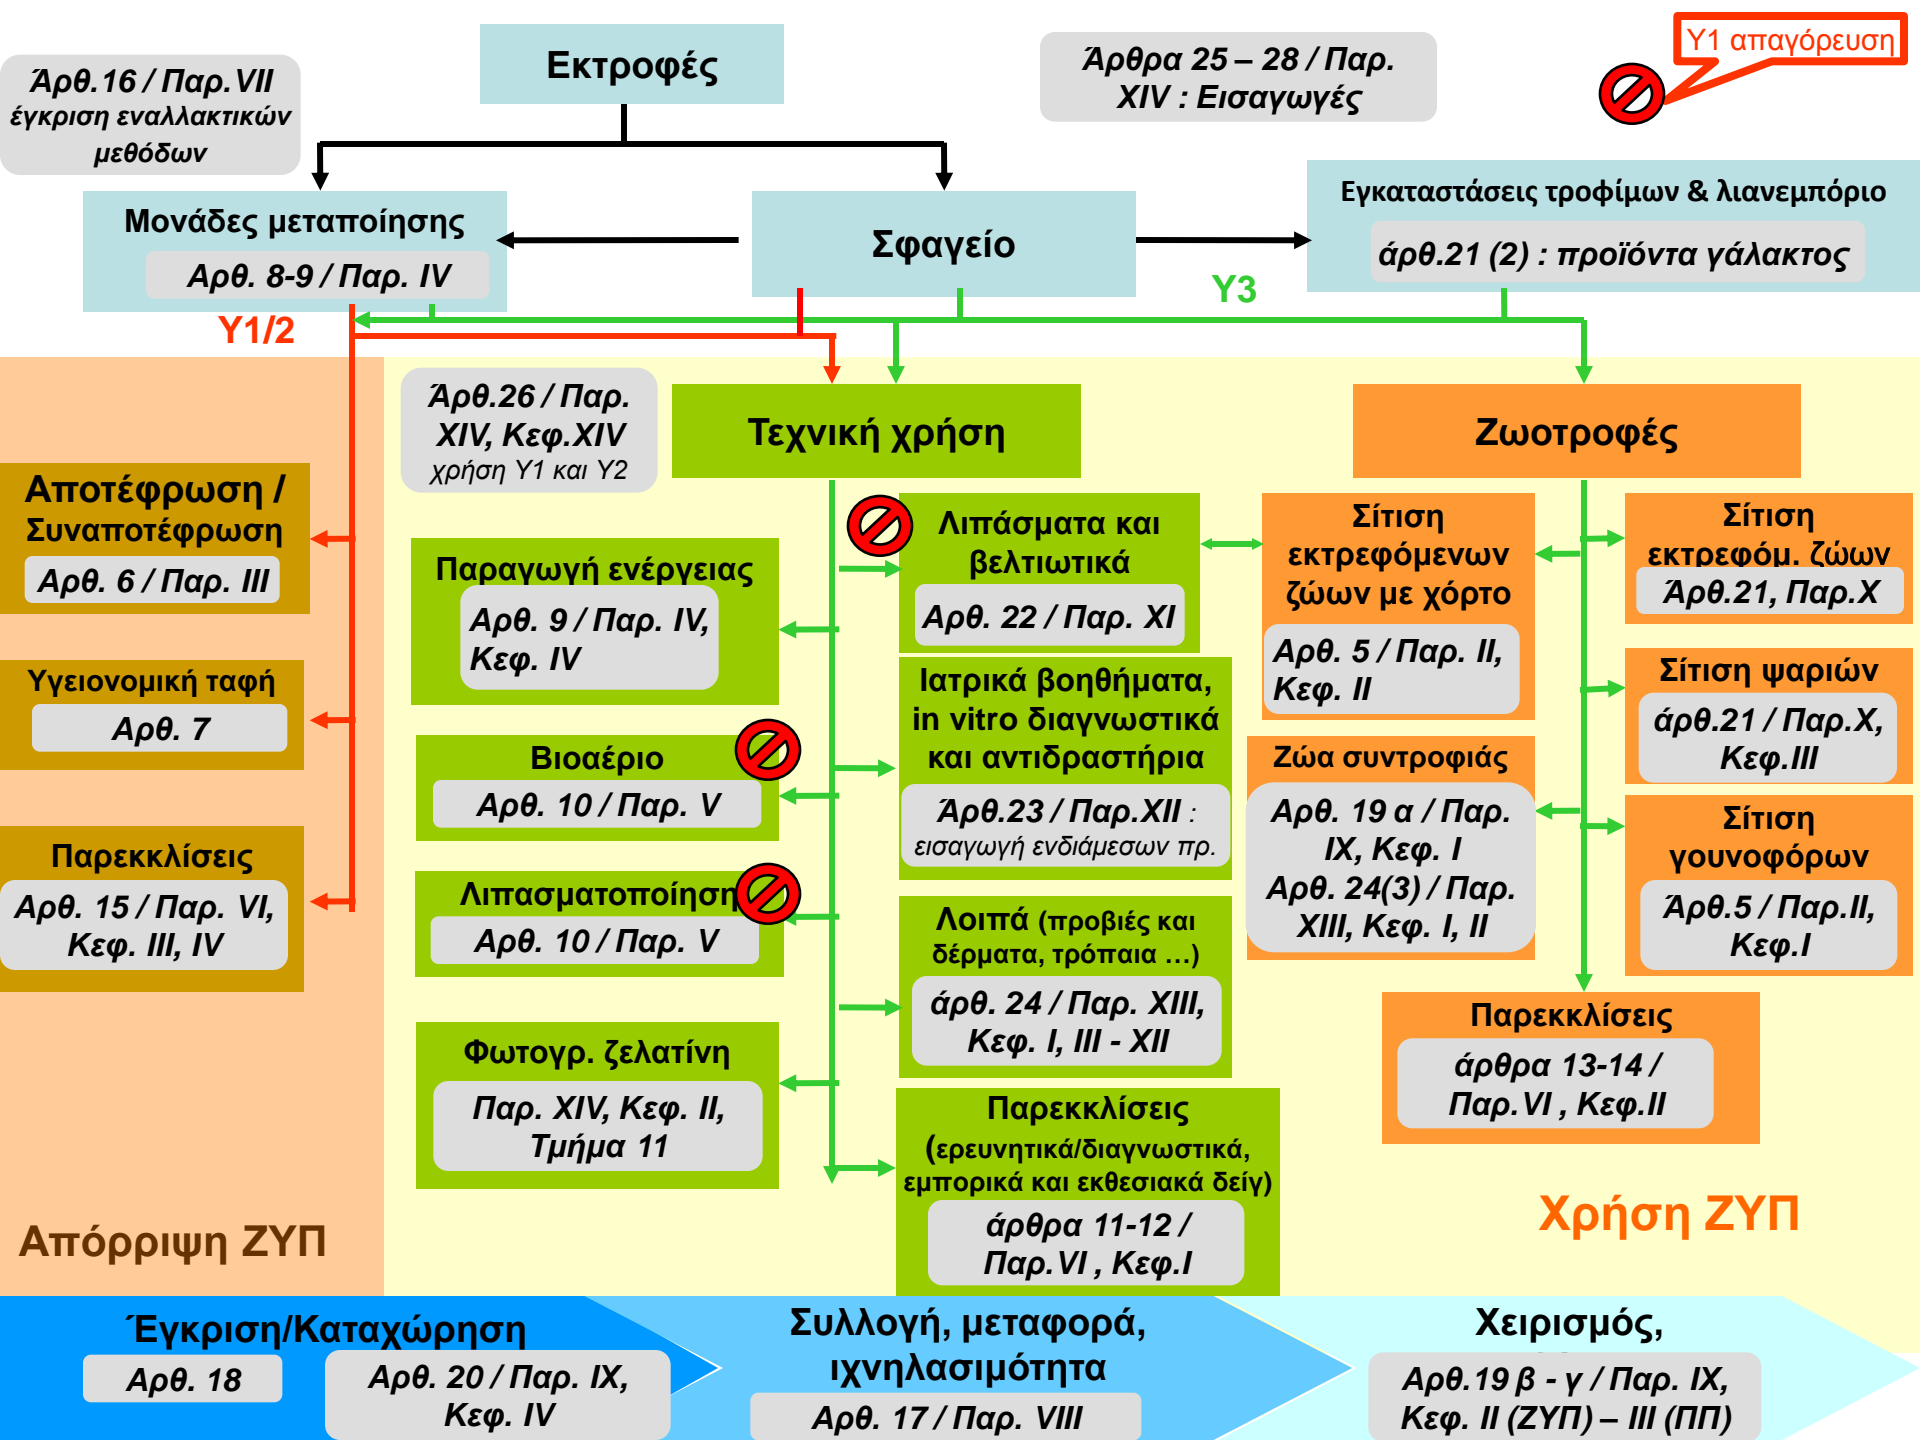 Εκτροφές
Άρθ.16 / Παρ.VII
έγκριση εναλλακτικών
μεθόδων
Άρθρα 25 – 28 / Παρ.
XIV : Εισαγωγές
Υ1 απαγόρευση
Μονάδες μεταποίησης
Αρθ. 8-9 / Παρ. IV
Σφαγείο
Εγκαταστάσεις τροφίμων & λιανεμπόριο
άρθ.21 (2) : προϊόντα γάλακτος
Υ3
Υ1/2
Άρθ.26 / Παρ.
XIV, Κεφ.XIV
χρήση Υ1 και Υ2
Τεχνική χρήση
Ζωοτροφές
Αποτέφρωση /
Συναποτέφρωση
Αρθ. 6 / Παρ. III
Υγειονομική ταφή
Αρθ. 7
Παρεκκλίσεις
Αρθ. 15 / Παρ. VI,
Κεφ. III, IV
Απόρριψη ΖΥΠ
Παραγωγή ενέργειας
Αρθ. 9 / Παρ. IV,
Κεφ. IV
Βιοαέριο
Αρθ. 10 / Παρ. V
Λιπασματοποίηση
Αρθ. 10 / Παρ. V
Φωτογρ. ζελατίνη
Παρ. XIV, Κεφ. II,
Τμήμα 11
Λιπάσματα και
βελτιωτικά
Αρθ. 22 / Παρ. XI
Ιατρικά βοηθήματα,
in vitro διαγνωστικά
και αντιδραστήρια
Άρθ.23 / Παρ.XII :
εισαγωγή ενδιάμεσων πρ.
Λοιπά (προβιές και
δέρματα, τρόπαια …)
άρθ. 24 / Παρ. XIII,
Κεφ. I, III - XII
Παρεκκλίσεις
(ερευνητικά/διαγνωστικά,
εμπορικά και εκθεσιακά δείγ)
άρθρα 11-12 /
Παρ.VI , Κεφ.I
Σίτιση
εκτρεφόμενων
ζώων με χόρτο
Αρθ. 5 / Παρ. II,
Κεφ. II
Ζώα συντροφιάς
Αρθ. 19 α / Παρ.
IX, Κεφ. I
Αρθ. 24(3) / Παρ.
XIII, Κεφ. I, II
Σίτιση
εκτρεφόμ. ζώων
Άρθ.21, Παρ.X
Σίτιση ψαριών
άρθ.21 / Παρ.X,
Κεφ.III
Σίτιση
γουνοφόρων
Άρθ.5 / Παρ.II,
Κεφ.I
Παρεκκλίσεις
άρθρα 13-14 /
Παρ.VI , Κεφ.II
Χρήση ΖΥΠ
Έγκριση/Καταχώρηση
Αρθ. 18
Αρθ. 20 / Παρ. IX,
Κεφ. IV
Συλλογή, μεταφορά,
ιχνηλασιμότητα
Αρθ. 17 / Παρ. VIII
Χειρισμός,
Αρθ.19 β - γ / Παρ. IX,
Κεφ. II (ΖΥΠ) – III (ΠΠ)